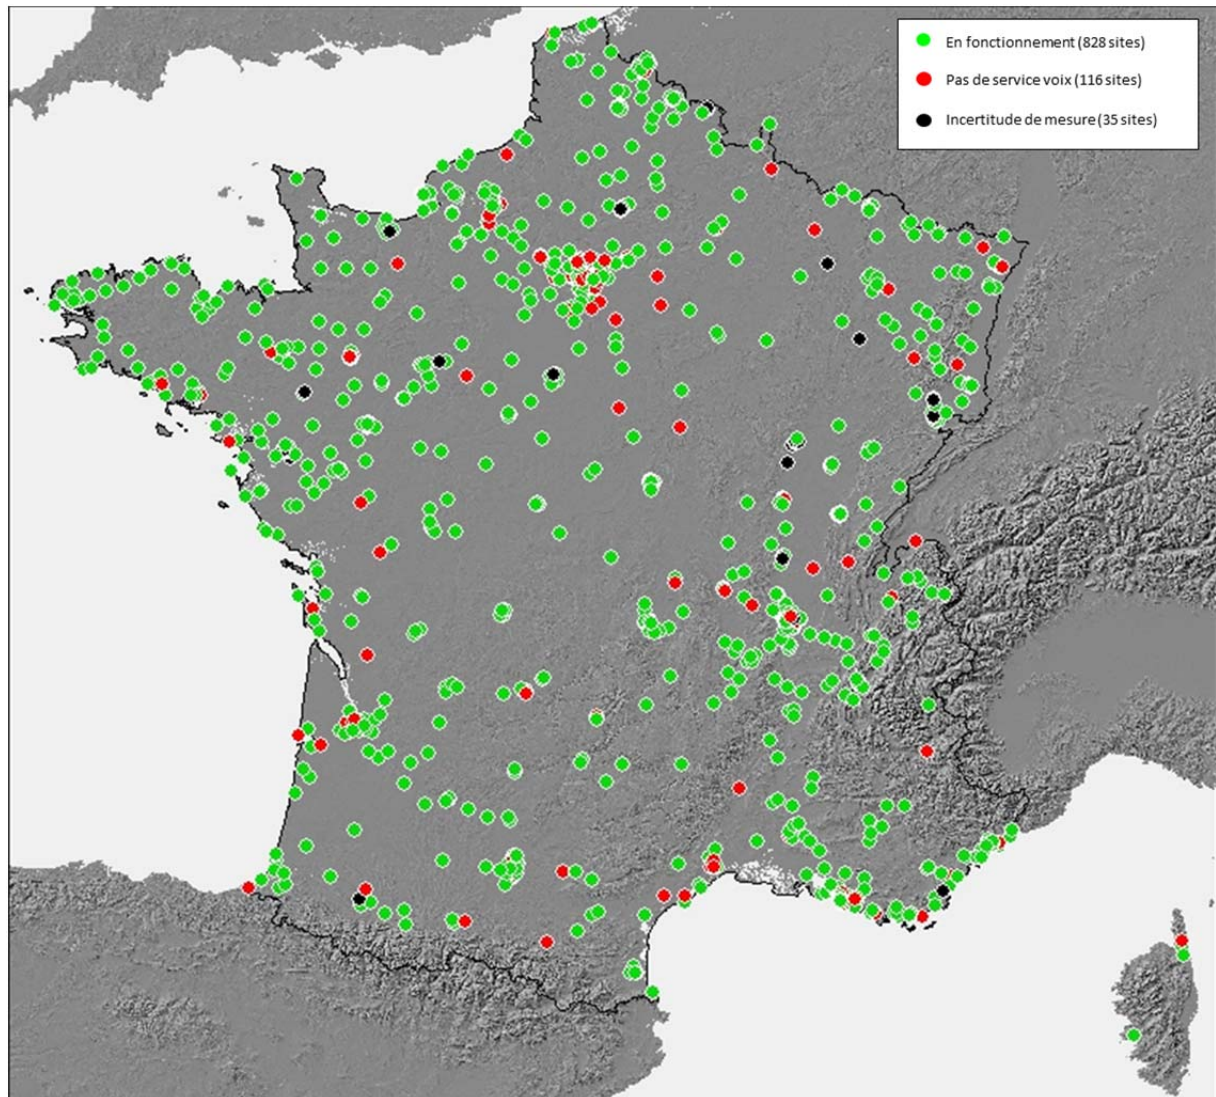 En fonctionnement (828 sites)
Pas de service voix (116 sites)
Incertitude de mesure (35 sites)